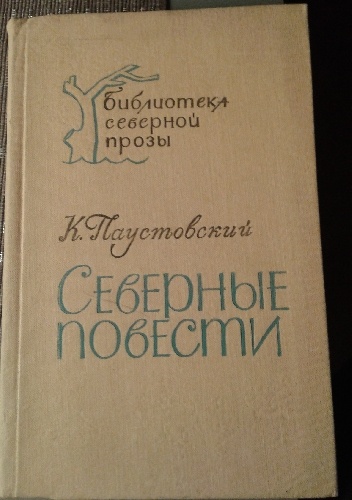 библиотека
северной
прозы
К. Паустовский
Северные
повести